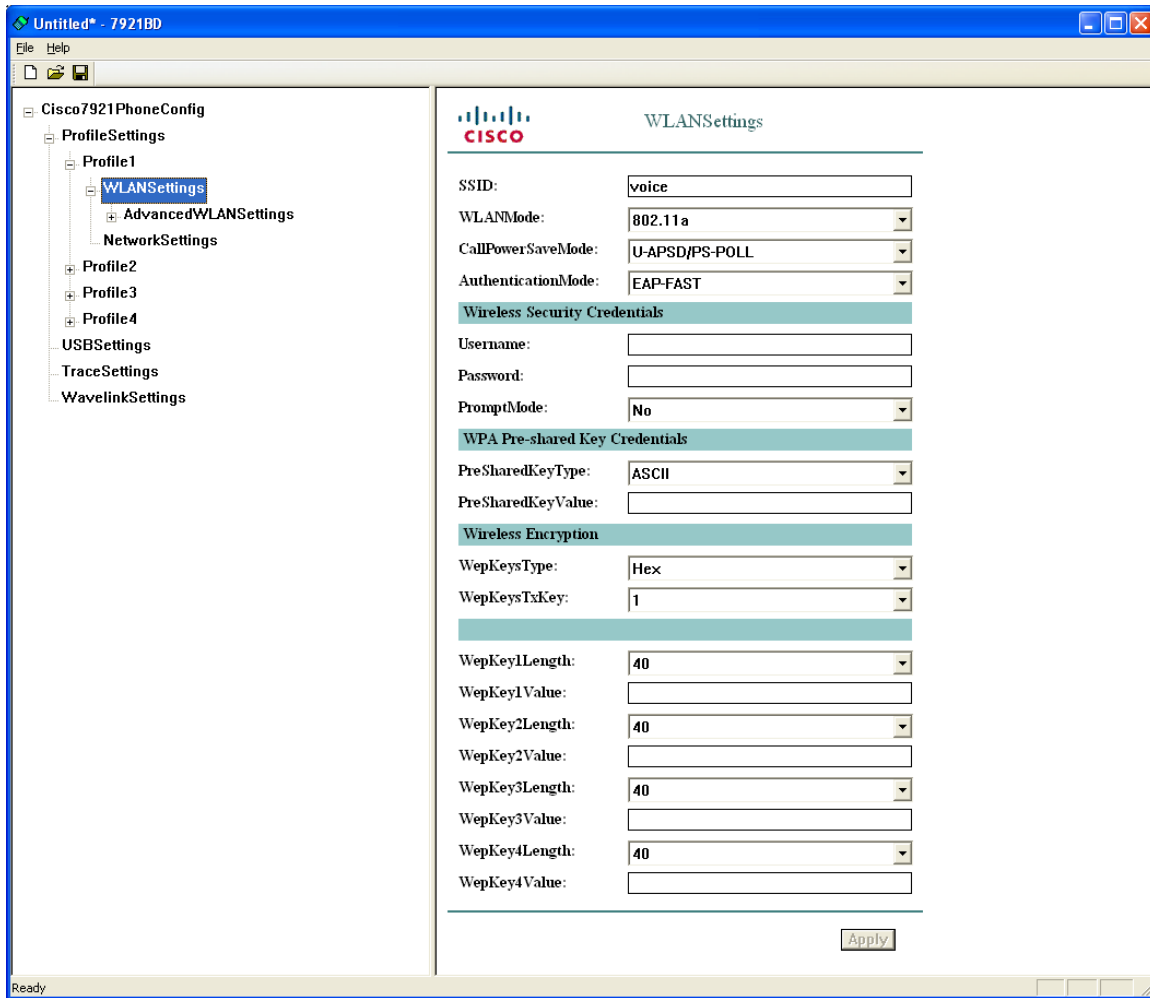 Untitled* - 7921BD
File Help
Cisco7921PhoneConfig
ProfileSettings
Profile1
WLANSettings
AdvancedWLANSettings
NetworkSettings
Profile2
Profile3
Profile4
USBSettings
TraceSettings
WavelinkSettings
CISCO
WLANSettings
SSID: voice
WLANMode: 802.11a
CallPowerSaveMode: U-APSD/PS-POLL
AuthenticationMode: EAP-FAST
Wireless Security Credentials
Username:
Password:
PromptMode: No
WPA Pre-shared Key Credentials
PreSharedKeyType: ASCII
PreSharedKeyValue:
Wireless Encryption
WepKeysType: Hex
WepKeysTxKey: 1
WepKey1Length: 40
WepKey1Value:
WepKey2Length: 40
WepKey2Value:
WepKey3Length: 40
WepKey3Value:
WepKey4Length: 40
WepKey4Value:
Apply
Ready